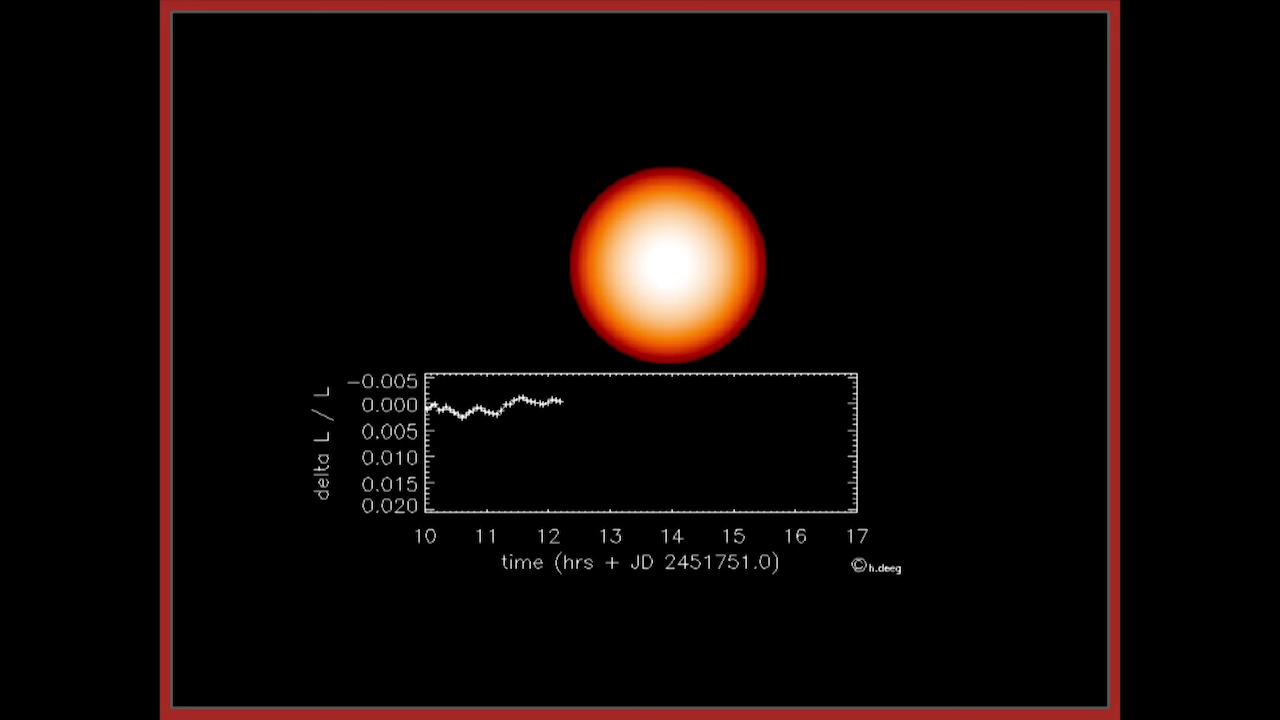 −0.005
0.000
0.005
0.010
0.015
0.020
delta L / L
10 11 12 13 14 15 16 17
time (hrs + JD 2451751.0)
©h.deeg